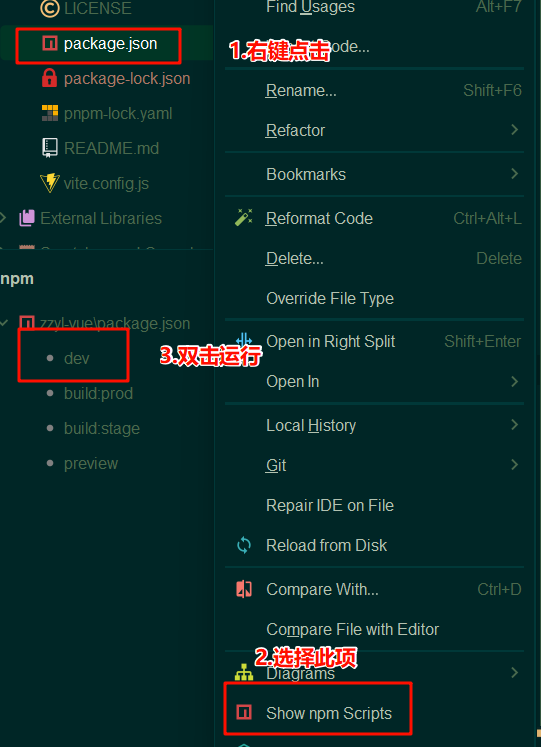 LICENSE
package.json
package-lock.json
pnpm-lock.yaml
README.md
vite.config.js
External Libraries
npm
zzyl-vue\package.json
dev
build:prod
build:stage
preview
1.右键点击
3.双击运行
2.选择此项
Find Usages Alt+F7
ode...
Rename... Shift+F6
Refactor
Bookmarks
Reformat Code Ctrl+Alt+L
Delete... Delete
Override File Type
Open in Right Split Shift+Enter
Open In
Local History
Git
Repair IDE on File
Reload from Disk
Compare With... Ctrl+D
Compare File with Editor
Diagrams
Show npm Scripts